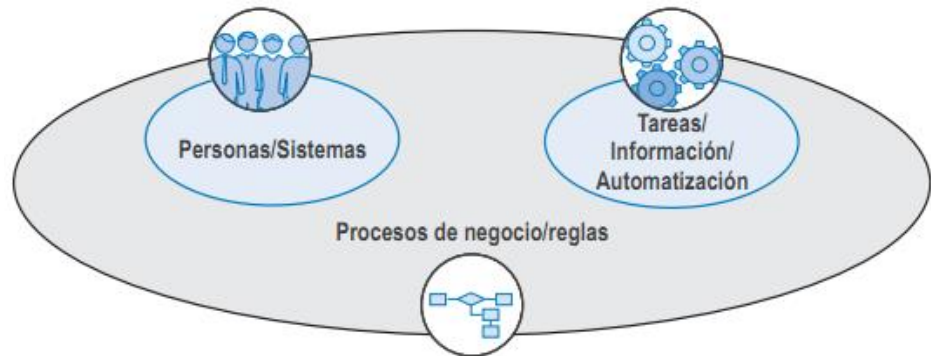 Personas/Sistemas
Tareas/
Información/
Automatización
Procesos de negocio/reglas